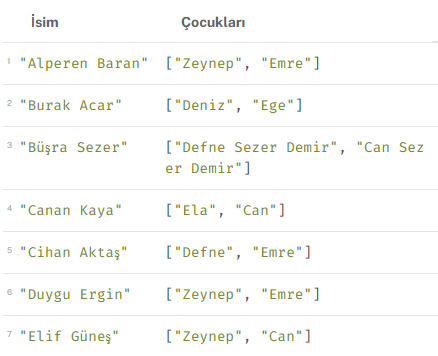 İsim Çocukları
1 "Alperen Baran" ["Zeynep", "Emre"]
2 "Burak Acar" ["Deniz", "Ege"]
3 "Büşra Sezer" ["Defne Sezer Demir", "Can Sez
er Demir"]
4 "Canan Kaya" ["Ela", "Can"]
5 "Cihan Aktaş" ["Defne", "Emre"]
6 "Duygu Ergin" ["Zeynep", "Emre"]
7 "Elif Güneş" ["Zeynep", "Can"]